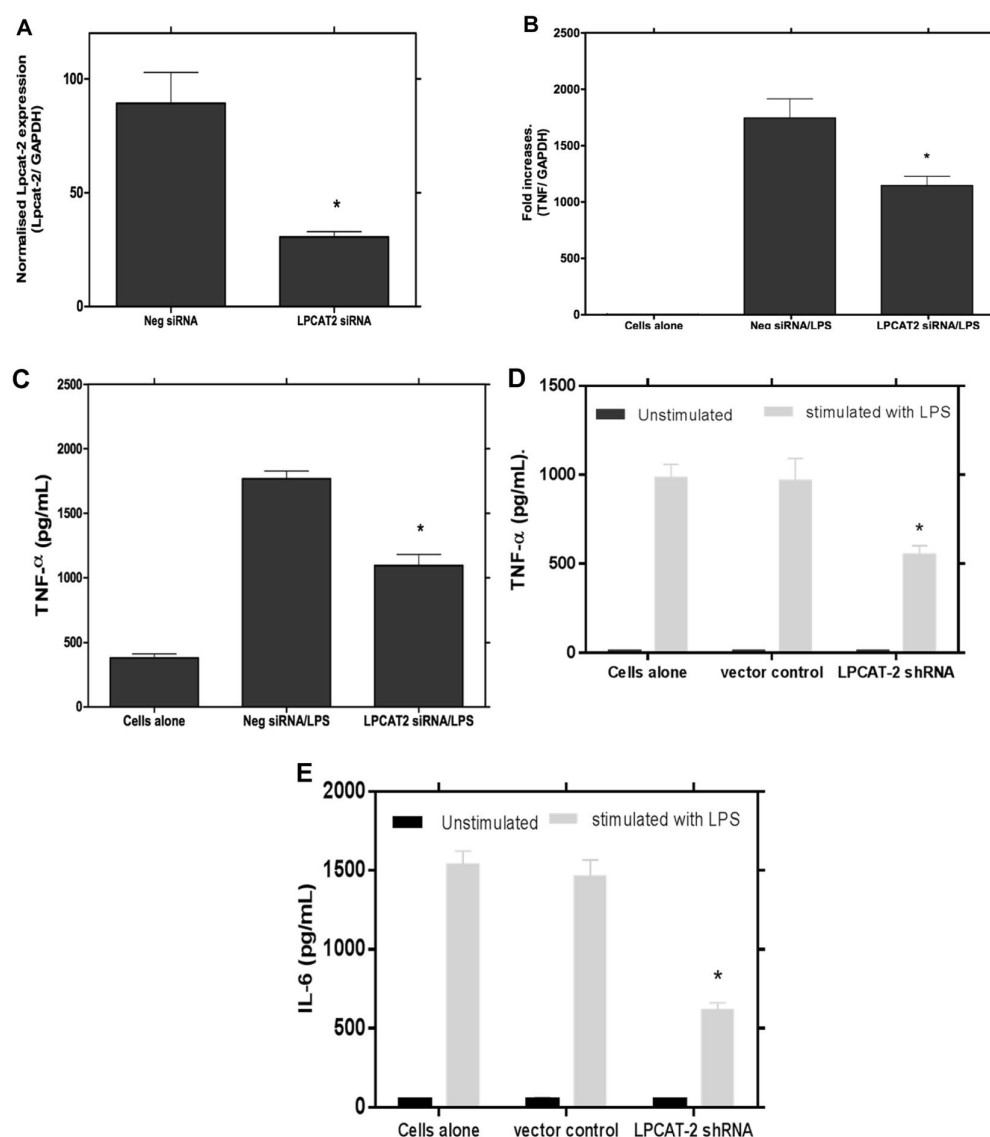 A
Normalised Lpcat-2 expression
(Lpcat-2/ GAPDH)
100
50
0
Neg siRNA
LPCAT2 siRNA
*
B
Fold increases.
(TNF/ GAPDH)
2500
2000
1500
1000
500
0
Cells alone
Neg siRNA/LPS
LPCAT2 siRNA/LPS
*
C
TNF-α (pg/mL)
2500
2000
1500
1000
500
0
Cells alone
Neg siRNA/LPS
LPCAT2 siRNA/LPS
*
D
TNF-α (pg/mL).
1500
1000
500
0
Unstimulated
stimulated with LPS
Cells alone
vector control
LPCAT-2 shRNA
*
E
IL-6 (pg/mL)
2000
1500
1000
500
0
Unstimulated
stimulated with LPS
Cells alone
vector control
LPCAT-2 shRNA
*